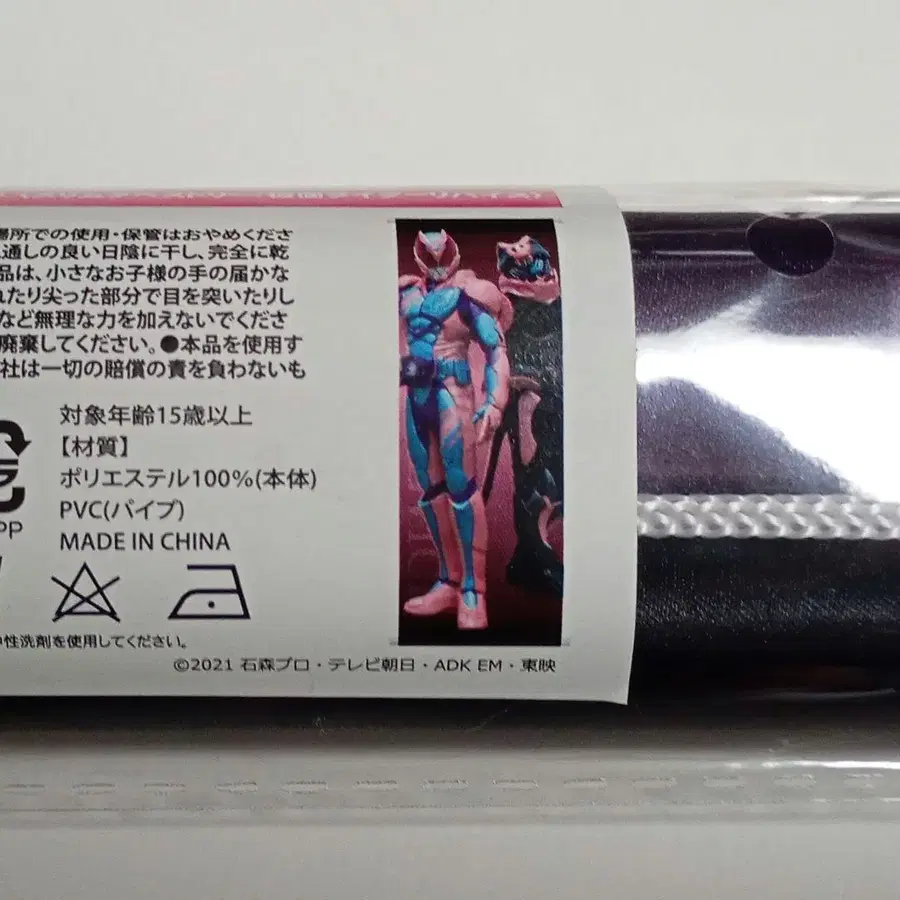 場所での使用・保管はおやめくださ
通しの良い日陰に干し、完全に乾
品は、小さなお子様の手の届かな
れたり尖った部分で目を突いたりし
など無理な力を加えないでくださ
廃棄してください。●本品を使用す
社は一切の賠償の責を負わないも
対象年齢15歳以上
【材質】
ポリエステル100%(本体)
PVC(パイプ)
MADE IN CHINA
PP
中性洗剤を使用してください。
©2021 石森プロ・テレビ朝日・ADK EM・東映